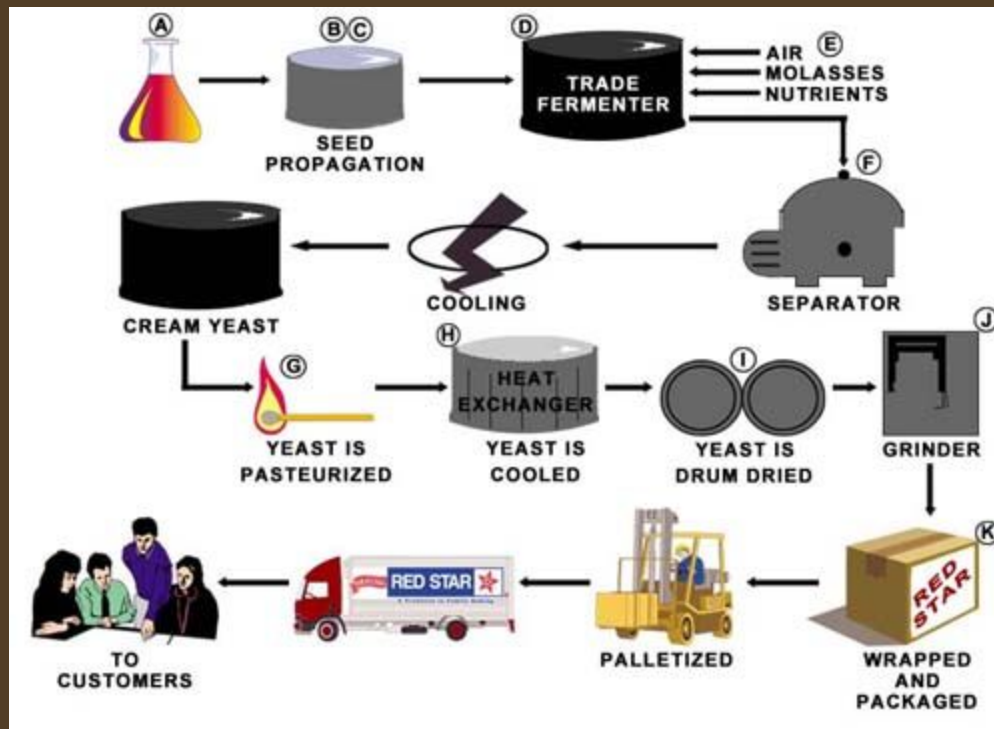 A
B C
D
E
AIR
MOLASSES
NUTRIENTS
TRADE
FERMENTER
SEED
PROPAGATION
F
SEPARATOR
COOLING
CREAM YEAST
G
YEAST IS
PASTEURIZED
H
HEAT
EXCHANGER
YEAST IS
COOLED
I
YEAST IS
DRUM DRIED
J
GRINDER
K
RED
STAR
WRAPPED
AND
PACKAGED
PALLETIZED
RED STAR
TO
CUSTOMERS